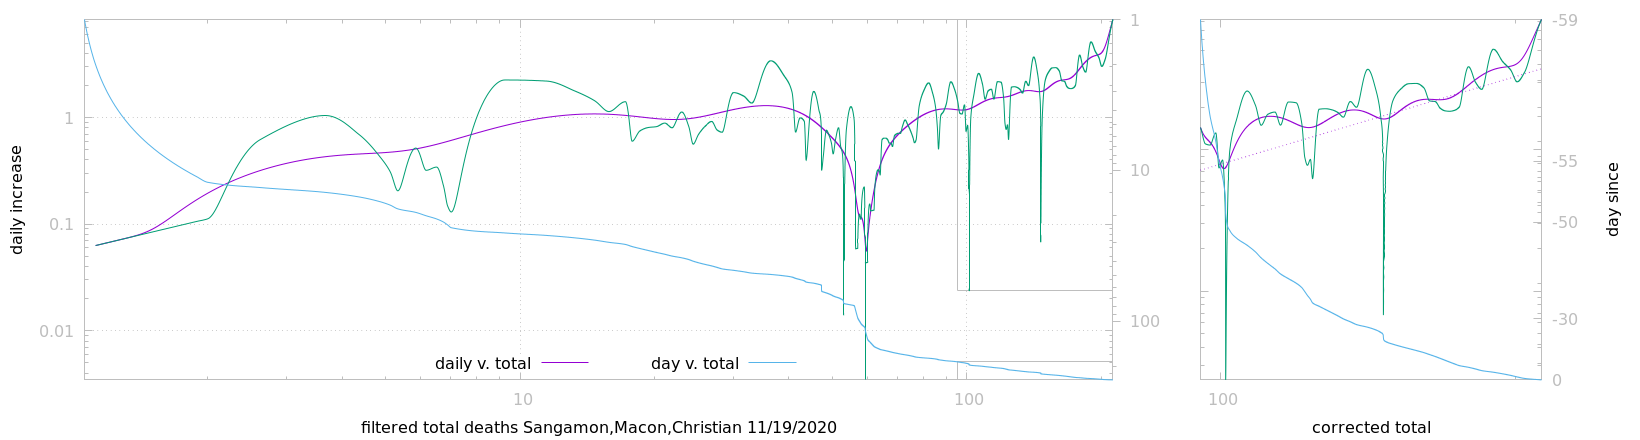 1
0.1
0.01
daily increase
daily v. total
day v. total
10
100
1
10
100
filtered total deaths Sangamon,Macon,Christian 11/19/2020
-59
-55
-50
-30
0
day since
100
corrected total